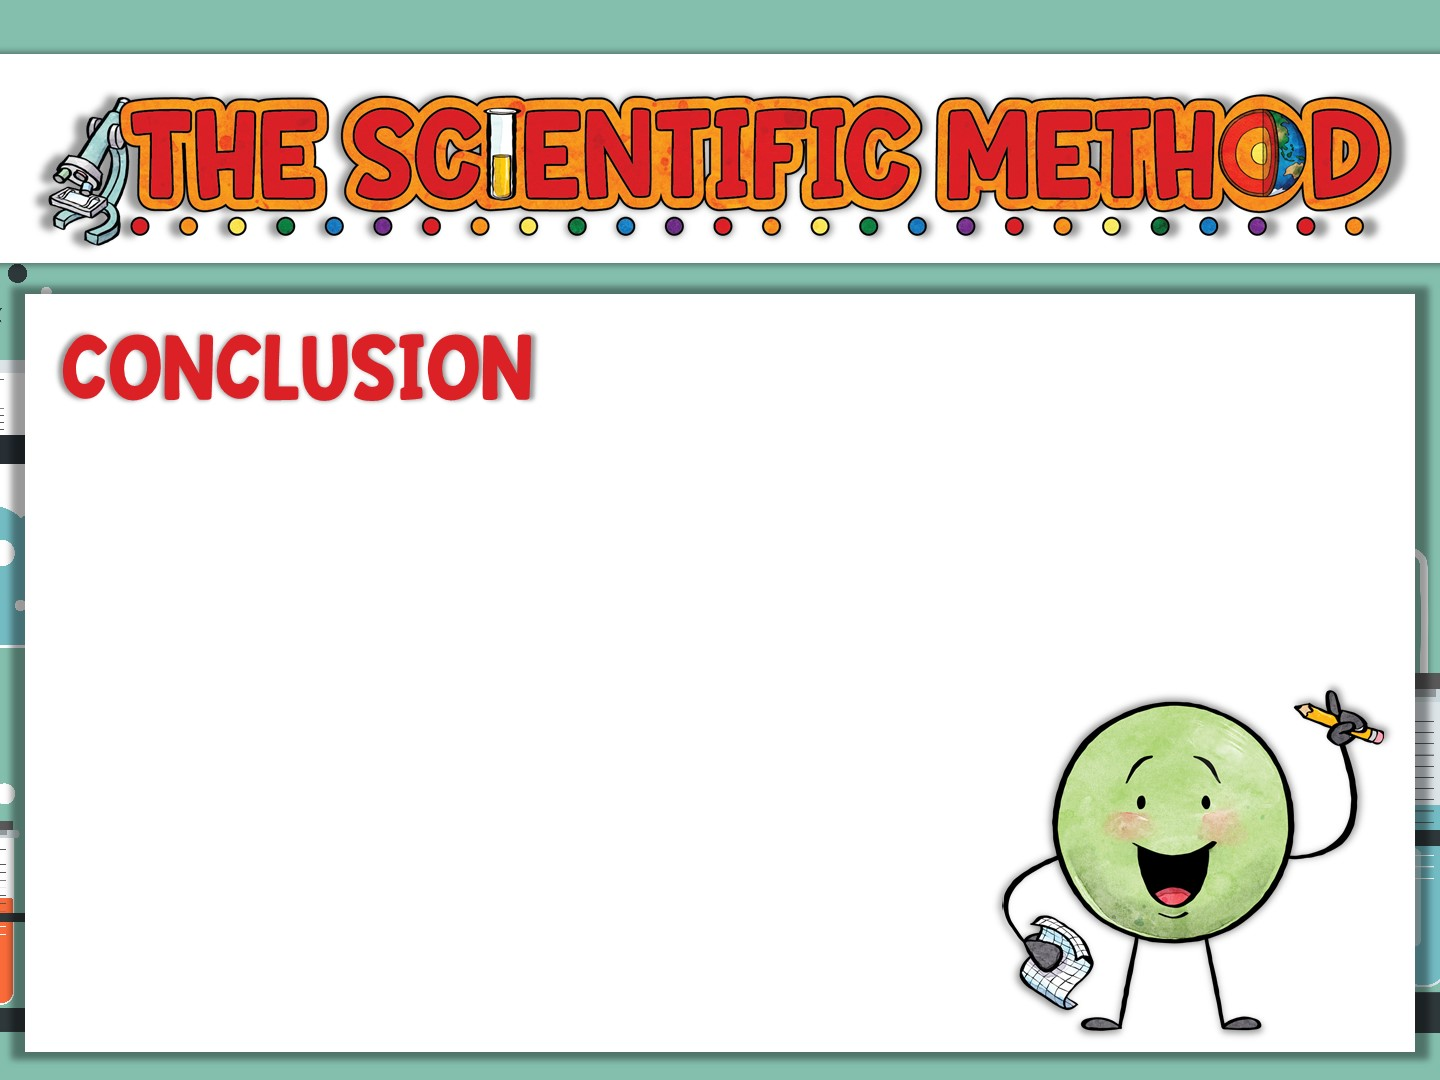 THE SCIENTIFIC METHOD
CONCLUSION